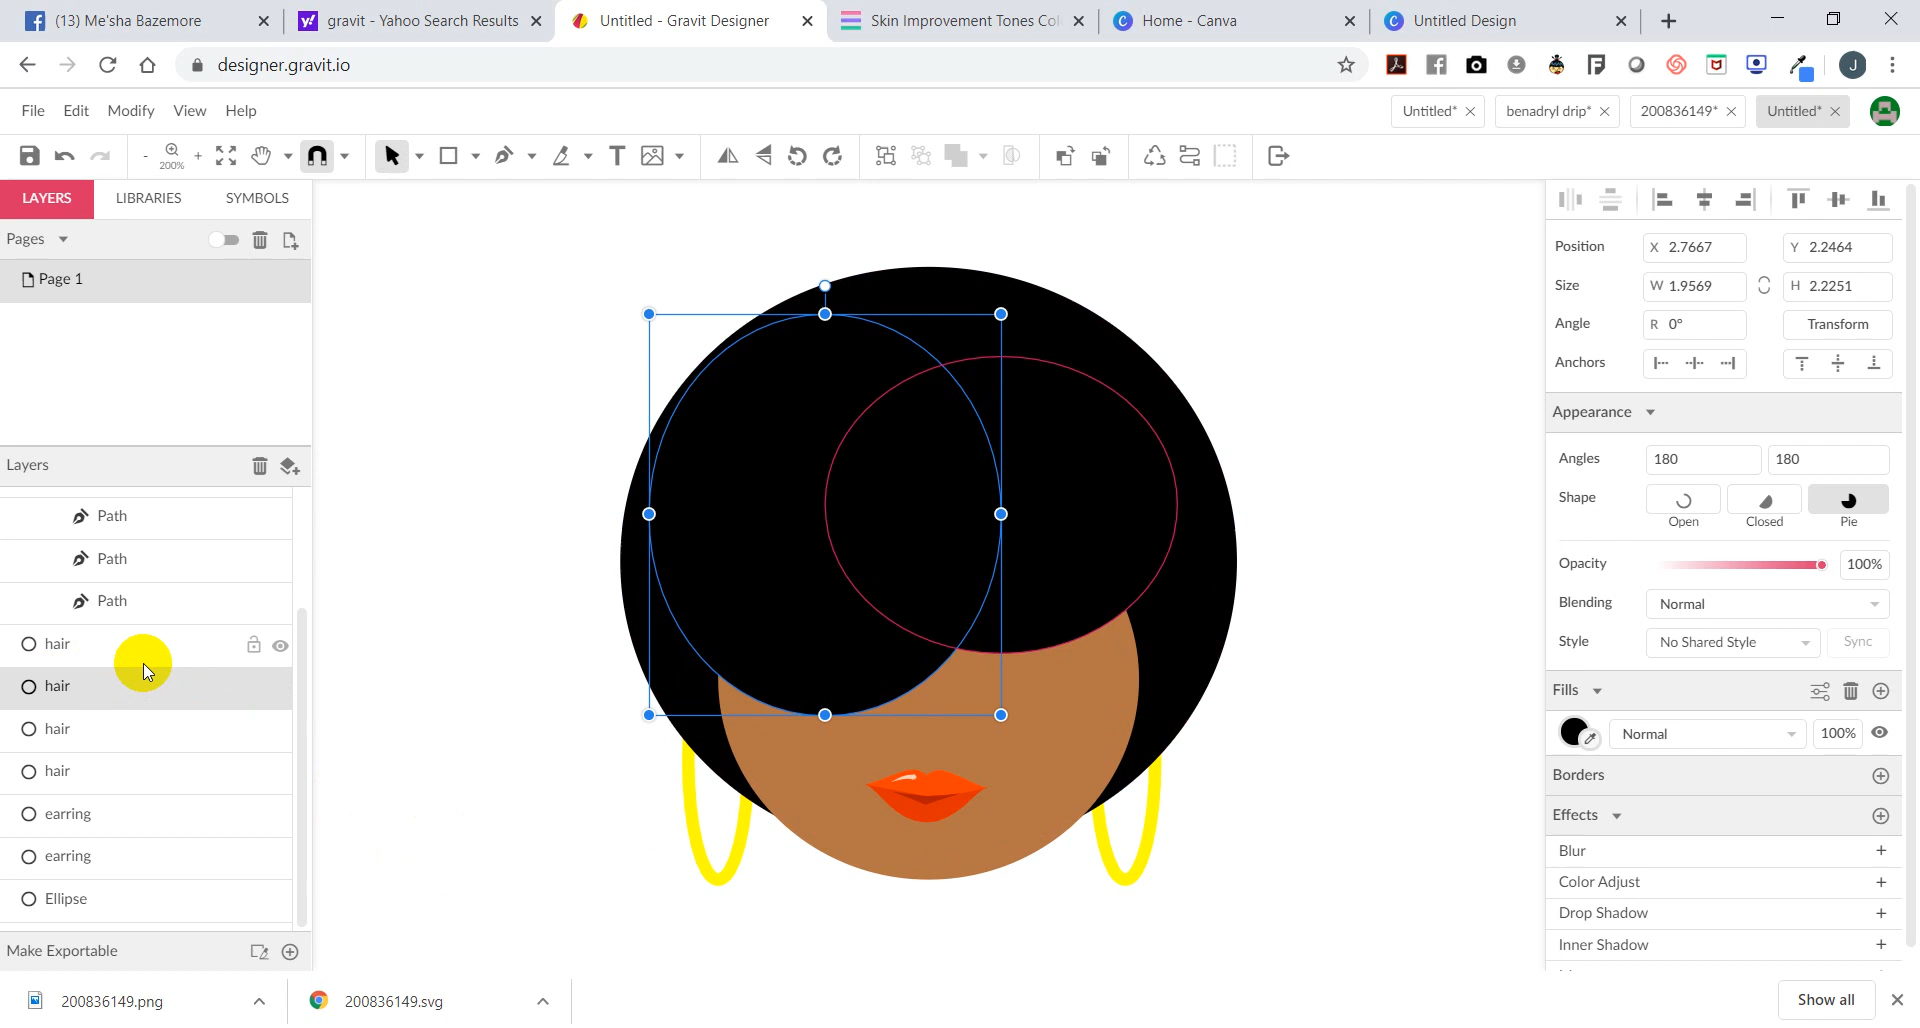 (13) Me'sha Bazemore
gravit - Yahoo Search Results
Untitled - Gravit Designer
Skin Improvement Tones Col
Home - Canva
Untitled Design
designer.gravit.io
J
File Edit Modify View Help
Untitled*
benadryl drip*
200836149*
Untitled*
200%
LAYERS LIBRARIES SYMBOLS
Pages
Page 1
Layers
Path
Path
Path
hair
hair
hair
hair
earring
earring
Ellipse
Make Exportable
Position X 2.7667 Y 2.2464
Size W 1.9569 H 2.2251
Angle R 0° Transform
Anchors
Appearance
Angles 180 180
Shape
Open Closed Pie
Opacity 100%
Blending Normal
Style No Shared Style Sync
Fills
Normal 100%
Borders
Effects
Blur
Color Adjust
Drop Shadow
Inner Shadow
200836149.png
200836149.svg
Show all